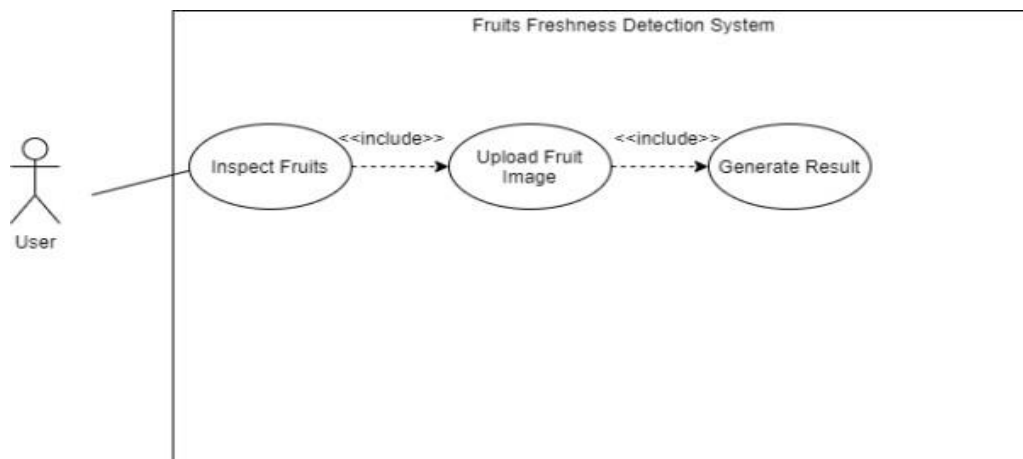 Fruits Freshness Detection System
<<include>>
<<include>>
Inspect Fruits
Upload Fruit
Image
Generate Result
User